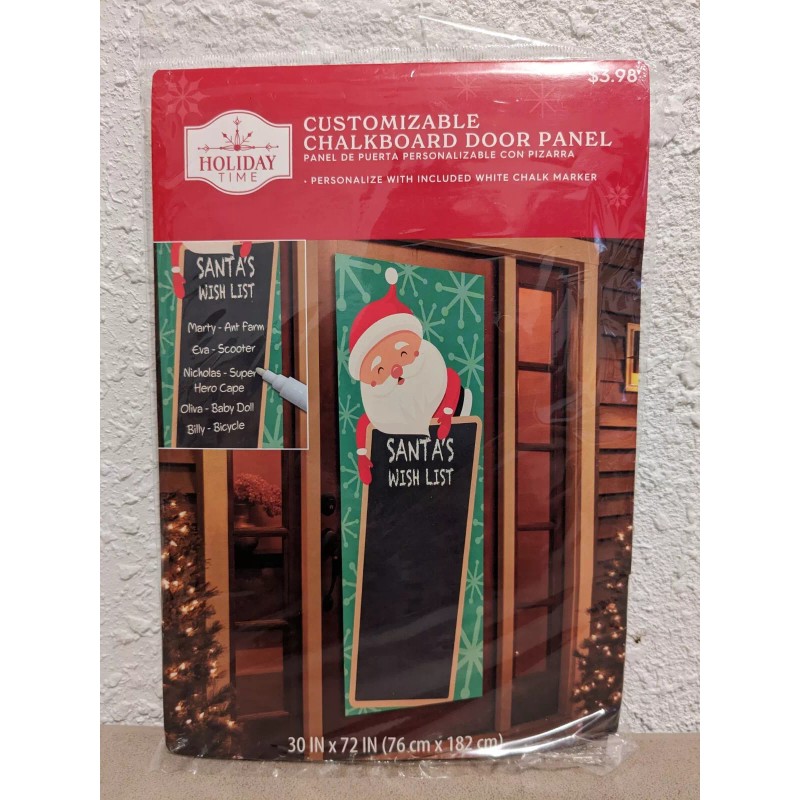 $3.98
HOLIDAY
TIME
CUSTOMIZABLE
CHALKBOARD DOOR PANEL
PANEL DE PUERTA PERSONALIZABLE CON PIZARRA
• PERSONALIZE WITH INCLUDED WHITE CHALK MARKER
SANTA'S
WISH LIST
Marty - Ant Farm
Eva - Scooter
Nickolas - Super
Hero Cape
Oliva - Baby Doll
Billy - Bicycle
SANTA'S
WISH LIST
30 IN x 72 IN (76 cm x 182 cm)